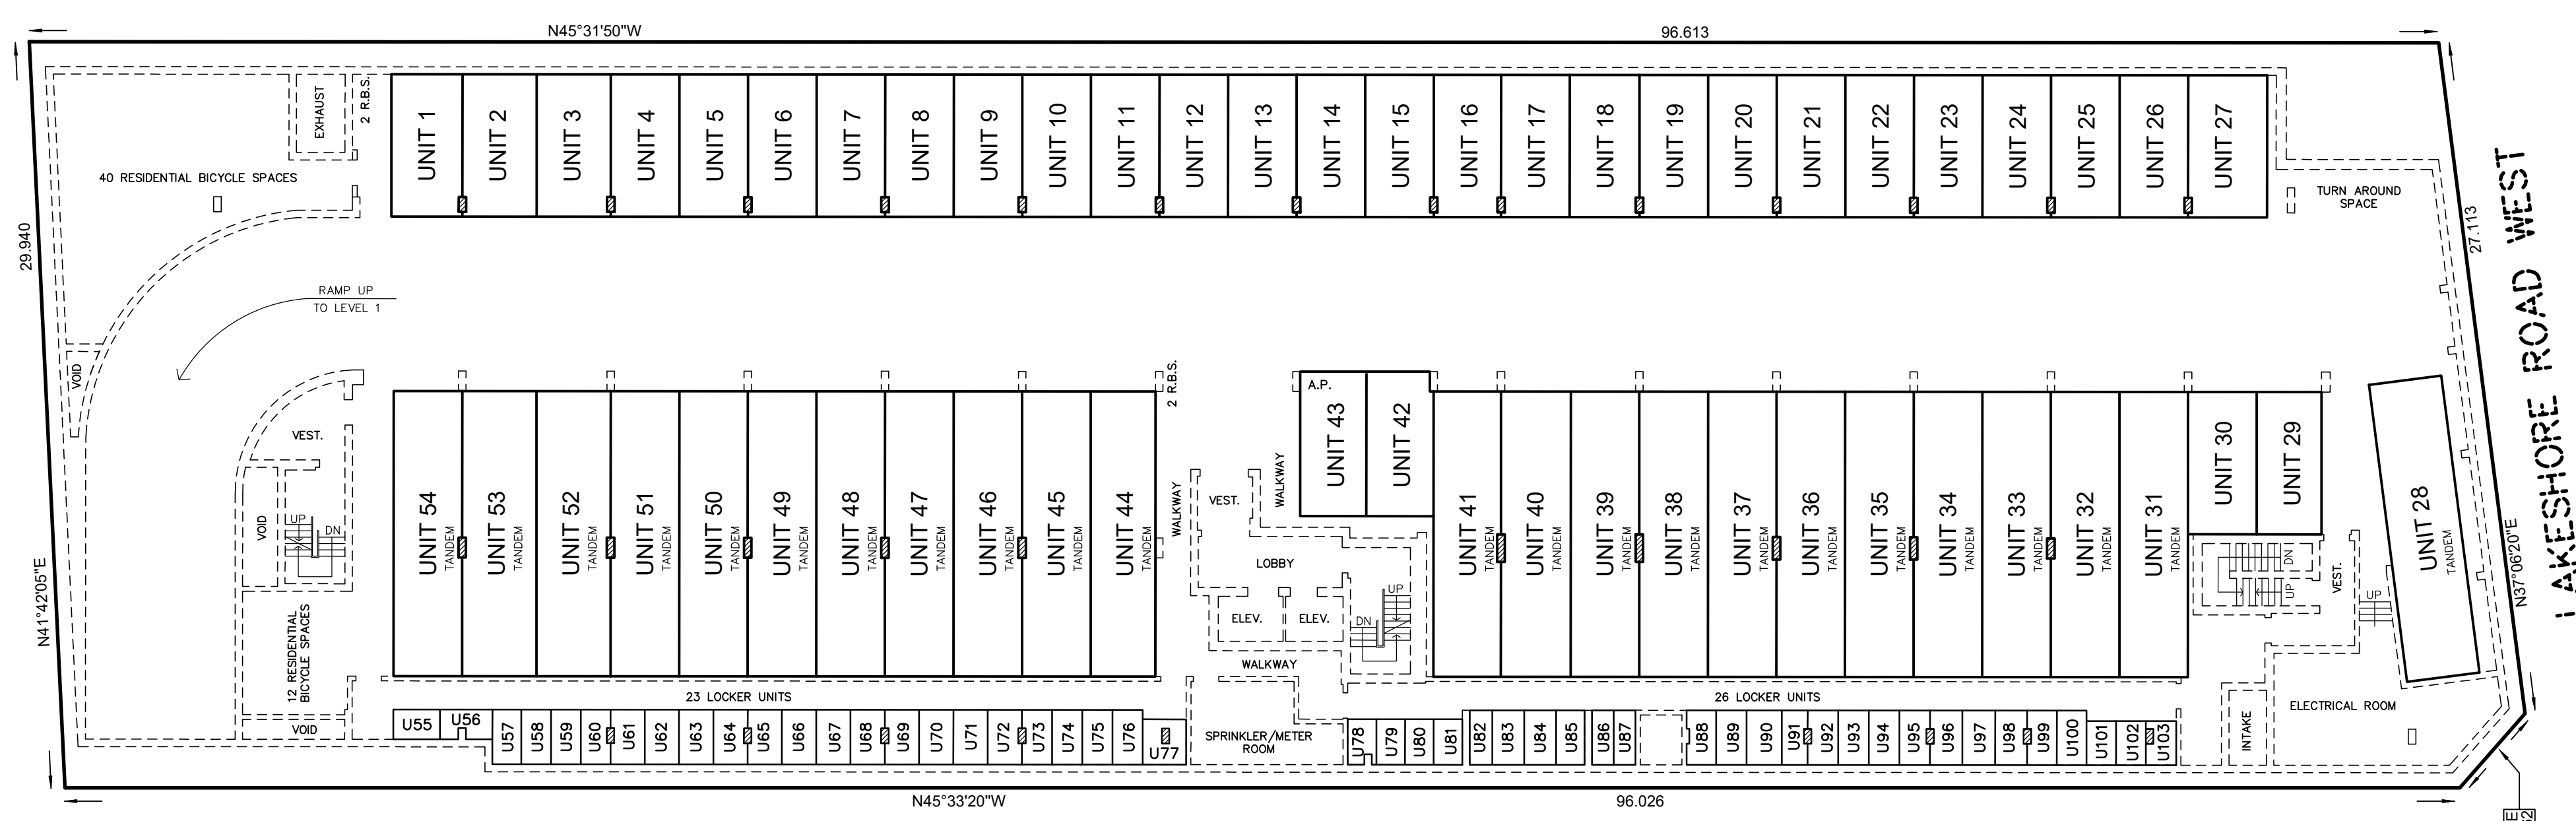 N45°31'50"W
96.613
EXHAUST
2 R.B.S.
UNIT 1
UNIT 2
UNIT 3
UNIT 4
UNIT 5
UNIT 6
UNIT 7
UNIT 8
UNIT 9
UNIT 10
UNIT 11
UNIT 12
UNIT 13
UNIT 14
UNIT 15
UNIT 16
UNIT 17
UNIT 18
UNIT 19
UNIT 20
UNIT 21
UNIT 22
UNIT 23
UNIT 24
UNIT 25
UNIT 26
UNIT 27
40 RESIDENTIAL BICYCLE SPACES
TURN AROUND
SPACE
29.940
27.113
LAKESHORE ROAD WEST
RAMP UP
TO LEVEL 1
VOID
VEST.
VOID
UP
DN
N41°42'05"E
12 RESIDENTIAL
BICYCLE SPACES
VOID
UNIT 54
TANDEM
UNIT 53
TANDEM
UNIT 52
TANDEM
UNIT 51
TANDEM
UNIT 50
TANDEM
UNIT 49
TANDEM
UNIT 48
TANDEM
UNIT 47
TANDEM
UNIT 46
TANDEM
UNIT 45
TANDEM
UNIT 44
TANDEM
2 R.B.S.
WALKWAY
VEST.
WALKWAY
A.P.
UNIT 43
UNIT 42
LOBBY
ELEV.
ELEV.
UP
DN
WALKWAY
UNIT 41
TANDEM
UNIT 40
TANDEM
UNIT 39
TANDEM
UNIT 38
TANDEM
UNIT 37
TANDEM
UNIT 36
TANDEM
UNIT 35
TANDEM
UNIT 34
TANDEM
UNIT 33
TANDEM
UNIT 32
TANDEM
UNIT 31
TANDEM
UNIT 30
UNIT 29
UNIT 28
TANDEM
DN
UP
VEST.
UP
N37°06'20"E
23 LOCKER UNITS
26 LOCKER UNITS
ELECTRICAL ROOM
INTAKE
U55
U56
U57
U58
U59
U60
U61
U62
U63
U64
U65
U66
U67
U68
U69
U70
U71
U72
U73
U74
U75
U76
U77
SPRINKLER/METER
ROOM
U78
U79
U80
U81
U82
U83
U84
U85
U86
U87
U88
U89
U90
U91
U92
U93
U94
U95
U96
U97
U98
U99
U100
U101
U102
U103
N45°33'20"W
96.026